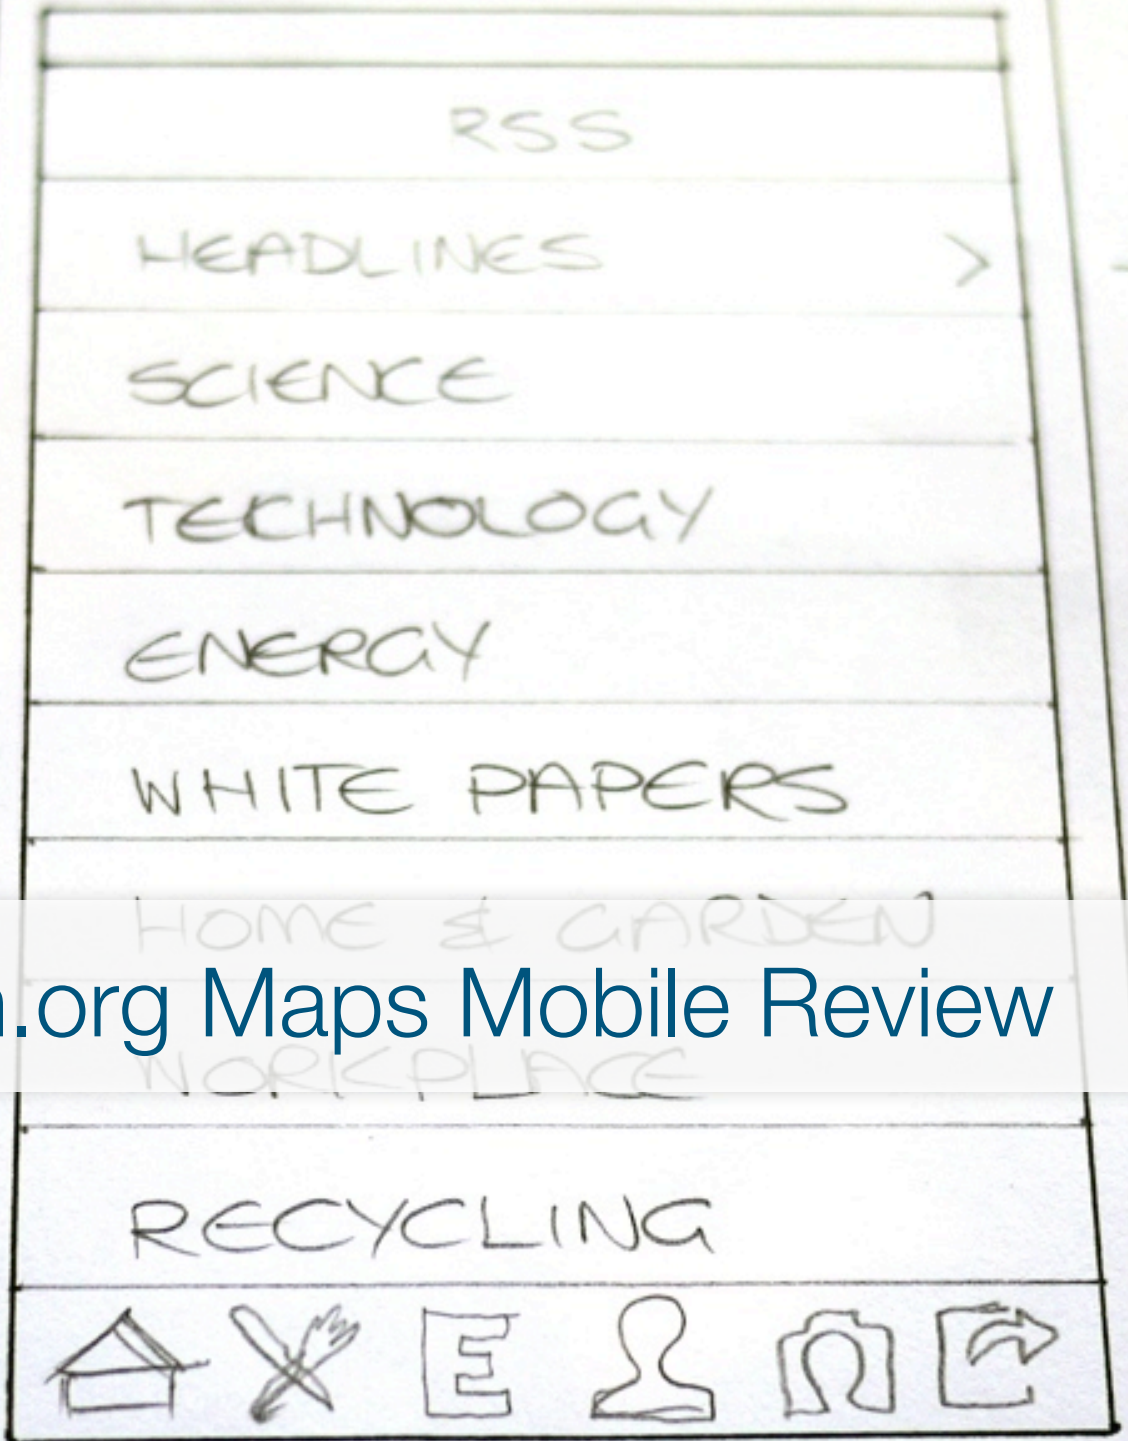 RSS
HEADLINES >
SCIENCE
TECHNOLOGY
ENERGY
WHITE PAPERS
HOME & GARDEN
.org Maps Mobile Review
WORKPLACE
RECYCLING
E